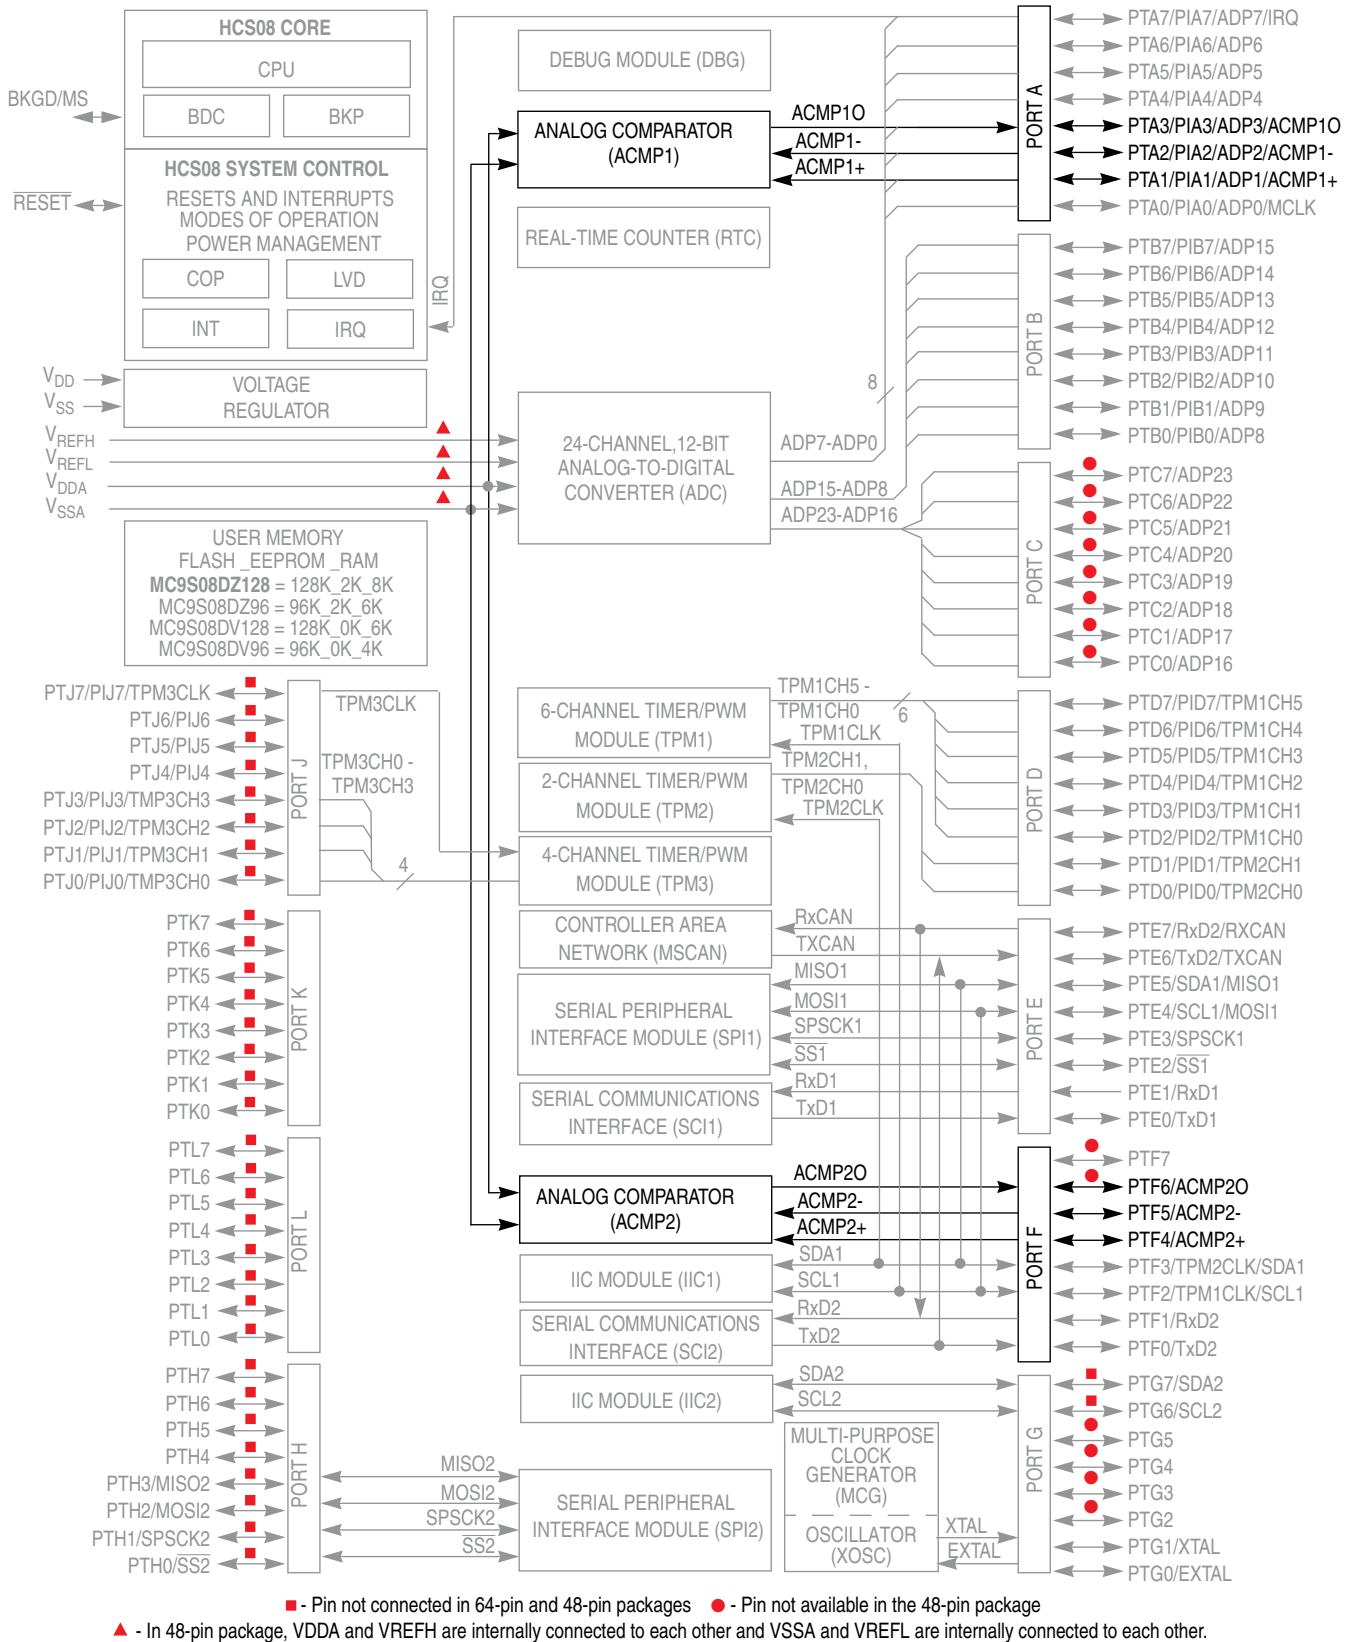 HCS08 CORE
CPU
BDC
BKP
BKGD/MS
HCS08 SYSTEM CONTROL
RESETS AND INTERRUPTS
MODES OF OPERATION
POWER MANAGEMENT
COP
LVD
INT
IRQ
RESET
IRQ
VOLTAGE
REGULATOR
VDD
VSS
VREFH
VREFL
VDDA
VSSA
USER MEMORY
FLASH _EEPROM _RAM
MC9S08DZ128 = 128K_2K_8K
MC9S08DZ96 = 96K_2K_6K
MC9S08DV128 = 128K_0K_6K
MC9S08DV96 = 96K_0K_4K
PTJ7/PIJ7/TPM3CLK
PTJ6/PIJ6
PTJ5/PIJ5
PTJ4/PIJ4
PTJ3/PIJ3/TMP3CH3
PTJ2/PIJ2/TPM3CH2
PTJ1/PIJ1/TPM3CH1
PTJ0/PIJ0/TMP3CH0
PORT J
TPM3CLK
TPM3CH0 -
TPM3CH3
4
PTK7
PTK6
PTK5
PTK4
PTK3
PTK2
PTK1
PTK0
PORT K
PTL7
PTL6
PTL5
PTL4
PTL3
PTL2
PTL1
PTL0
PORT L
PTH7
PTH6
PTH5
PTH4
PTH3/MISO2
PTH2/MOSI2
PTH1/SPSCK2
PTH0/SS2
PORT H
MISO2
MOSI2
SPSCK2
SS2
DEBUG MODULE (DBG)
ANALOG COMPARATOR
(ACMP1)
ACMP1O
ACMP1-
ACMP1+
REAL-TIME COUNTER (RTC)
24-CHANNEL,12-BIT
ANALOG-TO-DIGITAL
CONVERTER (ADC)
8
ADP7-ADP0
ADP15-ADP8
ADP23-ADP16
6-CHANNEL TIMER/PWM
MODULE (TPM1)
TPM1CH5 -
TPM1CH0
6
TPM1CLK
2-CHANNEL TIMER/PWM
MODULE (TPM2)
TPM2CH1,
TPM2CH0
TPM2CLK
4-CHANNEL TIMER/PWM
MODULE (TPM3)
CONTROLLER AREA
NETWORK (MSCAN)
RxCAN
TXCAN
SERIAL PERIPHERAL
INTERFACE MODULE (SPI1)
MISO1
MOSI1
SPSCK1
SS1
SERIAL COMMUNICATIONS
INTERFACE (SCI1)
RxD1
TxD1
ANALOG COMPARATOR
(ACMP2)
ACMP2O
ACMP2-
ACMP2+
IIC MODULE (IIC1)
SDA1
SCL1
SERIAL COMMUNICATIONS
INTERFACE (SCI2)
RxD2
TxD2
IIC MODULE (IIC2)
SDA2
SCL2
MULTI-PURPOSE
CLOCK
GENERATOR
(MCG)
OSCILLATOR
(XOSC)
XTAL
EXTAL
SERIAL PERIPHERAL
INTERFACE MODULE (SPI2)
PORT A
PTA7/PIA7/ADP7/IRQ
PTA6/PIA6/ADP6
PTA5/PIA5/ADP5
PTA4/PIA4/ADP4
PTA3/PIA3/ADP3/ACMP1O
PTA2/PIA2/ADP2/ACMP1-
PTA1/PIA1/ADP1/ACMP1+
PTA0/PIA0/ADP0/MCLK
PORT B
PTB7/PIB7/ADP15
PTB6/PIB6/ADP14
PTB5/PIB5/ADP13
PTB4/PIB4/ADP12
PTB3/PIB3/ADP11
PTB2/PIB2/ADP10
PTB1/PIB1/ADP9
PTB0/PIB0/ADP8
PORT C
PTC7/ADP23
PTC6/ADP22
PTC5/ADP21
PTC4/ADP20
PTC3/ADP19
PTC2/ADP18
PTC1/ADP17
PTC0/ADP16
PORT D
PTD7/PID7/TPM1CH5
PTD6/PID6/TPM1CH4
PTD5/PID5/TPM1CH3
PTD4/PID4/TPM1CH2
PTD3/PID3/TPM1CH1
PTD2/PID2/TPM1CH0
PTD1/PID1/TPM2CH1
PTD0/PID0/TPM2CH0
PORT E
PTE7/RxD2/RXCAN
PTE6/TxD2/TXCAN
PTE5/SDA1/MISO1
PTE4/SCL1/MOSI1
PTE3/SPSCK1
PTE2/SS1
PTE1/RxD1
PTE0/TxD1
PORT F
PTF7
PTF6/ACMP2O
PTF5/ACMP2-
PTF4/ACMP2+
PTF3/TPM2CLK/SDA1
PTF2/TPM1CLK/SCL1
PTF1/RxD2
PTF0/TxD2
PORT G
PTG7/SDA2
PTG6/SCL2
PTG5
PTG4
PTG3
PTG2
PTG1/XTAL
PTG0/EXTAL
- Pin not connected in 64-pin and 48-pin packages
- Pin not available in the 48-pin package
- In 48-pin package, VDDA and VREFH are internally connected to each other and VSSA and VREFL are internally connected to each other.